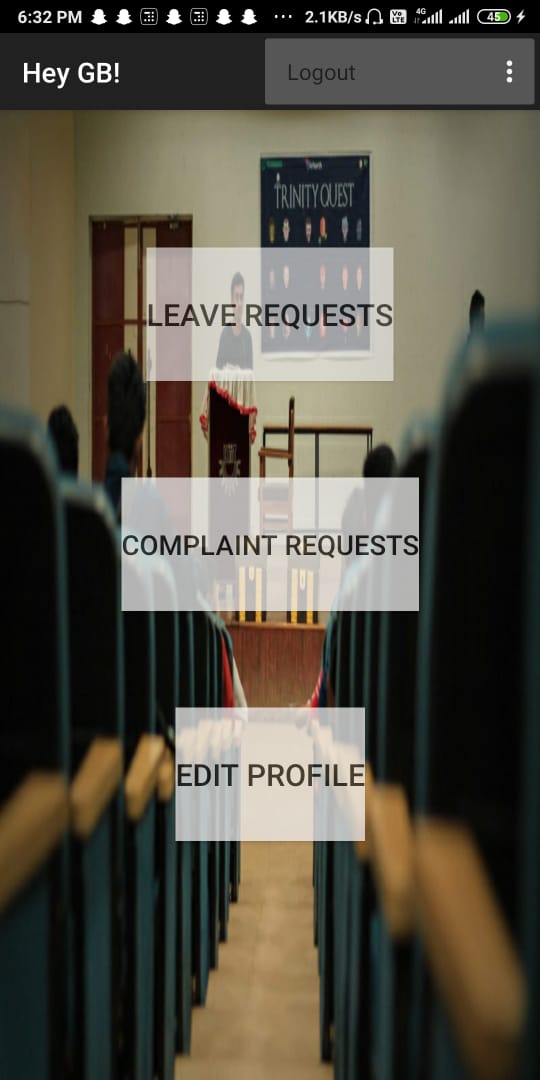 6:32 PM
2.1KB/s
Vo
LTE
4G
45
Hey GB!
Logout
TRINITY QUEST
LEAVE REQUESTS
COMPLAINT REQUESTS
EDIT PROFILE